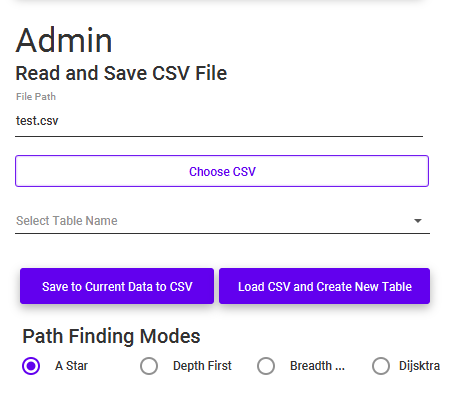 Admin
Read and Save CSV File
File Path
test.csv
Choose CSV
Select Table Name
Save to Current Data to CSV Load CSV and Create New Table
Path Finding Modes
A Star Depth First Breadth ... Dijsktra